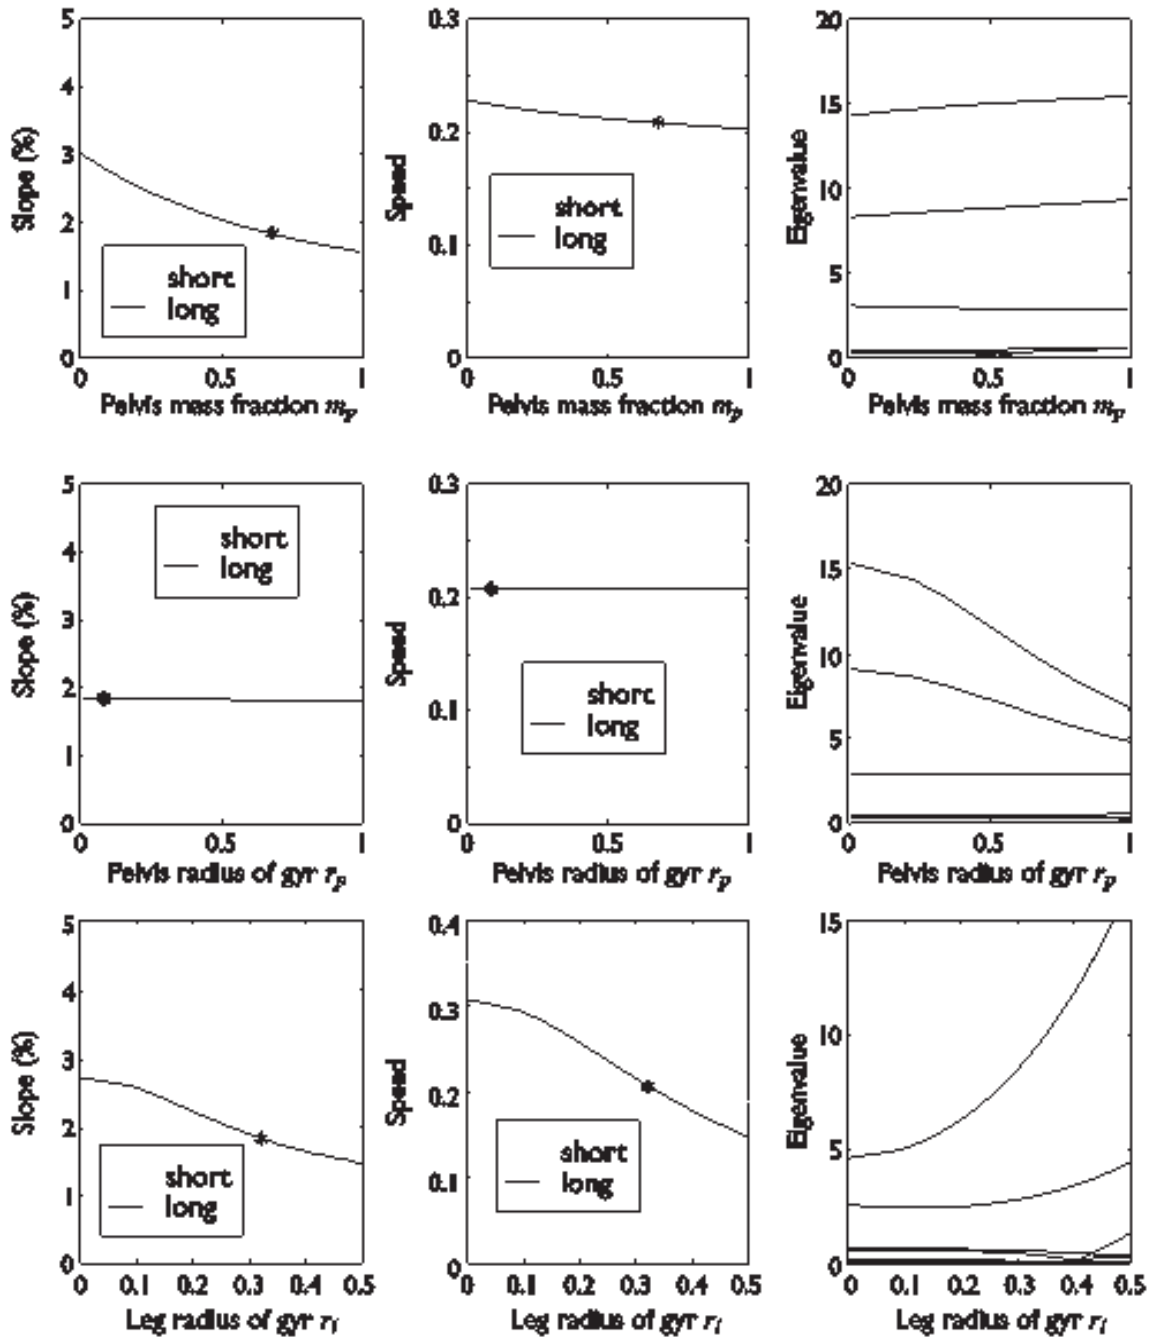 5
4
3
2
1
0
Slope (%)
short
long
0 0.5 1
Pelvis mass fraction mp
0.3
0.2
0.1
0
Speed
short
long
0 0.5 1
Pelvis mass fraction mp
20
15
10
5
0
Eigenvalue
0 0.5 1
Pelvis mass fraction mp
5
4
3
2
1
0
Slope (%)
short
long
0 0.5 1
Pelvis radius of gyr rp
0.3
0.2
0.1
0
Speed
short
long
0 0.5 1
Pelvis radius of gyr rp
20
15
10
5
0
Eigenvalue
0 0.5 1
Pelvis radius of gyr rp
5
4
3
2
1
0
Slope (%)
short
long
0 0.1 0.2 0.3 0.4 0.5
Leg radius of gyr rl
0.4
0.3
0.2
0.1
0
Speed
short
long
0 0.1 0.2 0.3 0.4 0.5
Leg radius of gyr rl
15
10
5
0
Eigenvalue
0 0.1 0.2 0.3 0.4 0.5
Leg radius of gyr rl